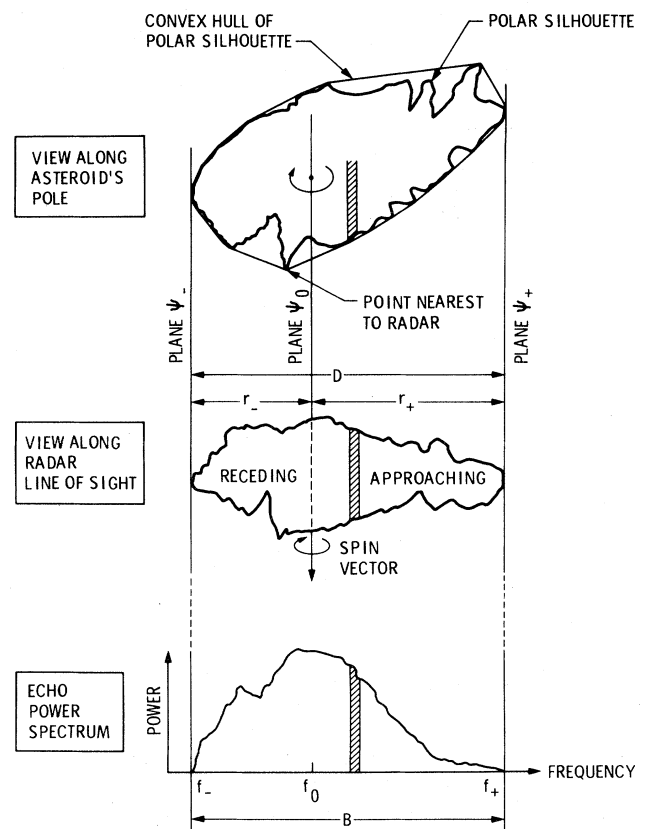 CONVEX HULL OF
POLAR SILHOUETTE
POLAR SILHOUETTE
VIEW ALONG
ASTEROID'S
POLE
POINT NEAREST
TO RADAR
PLANE ψ-
PLANE ψ0
PLANE ψ+
D
r-
r+
VIEW ALONG
RADAR
LINE OF SIGHT
RECEDING
APPROACHING
SPIN
VECTOR
ECHO
POWER
SPECTRUM
POWER
FREQUENCY
f-
f0
f+
B